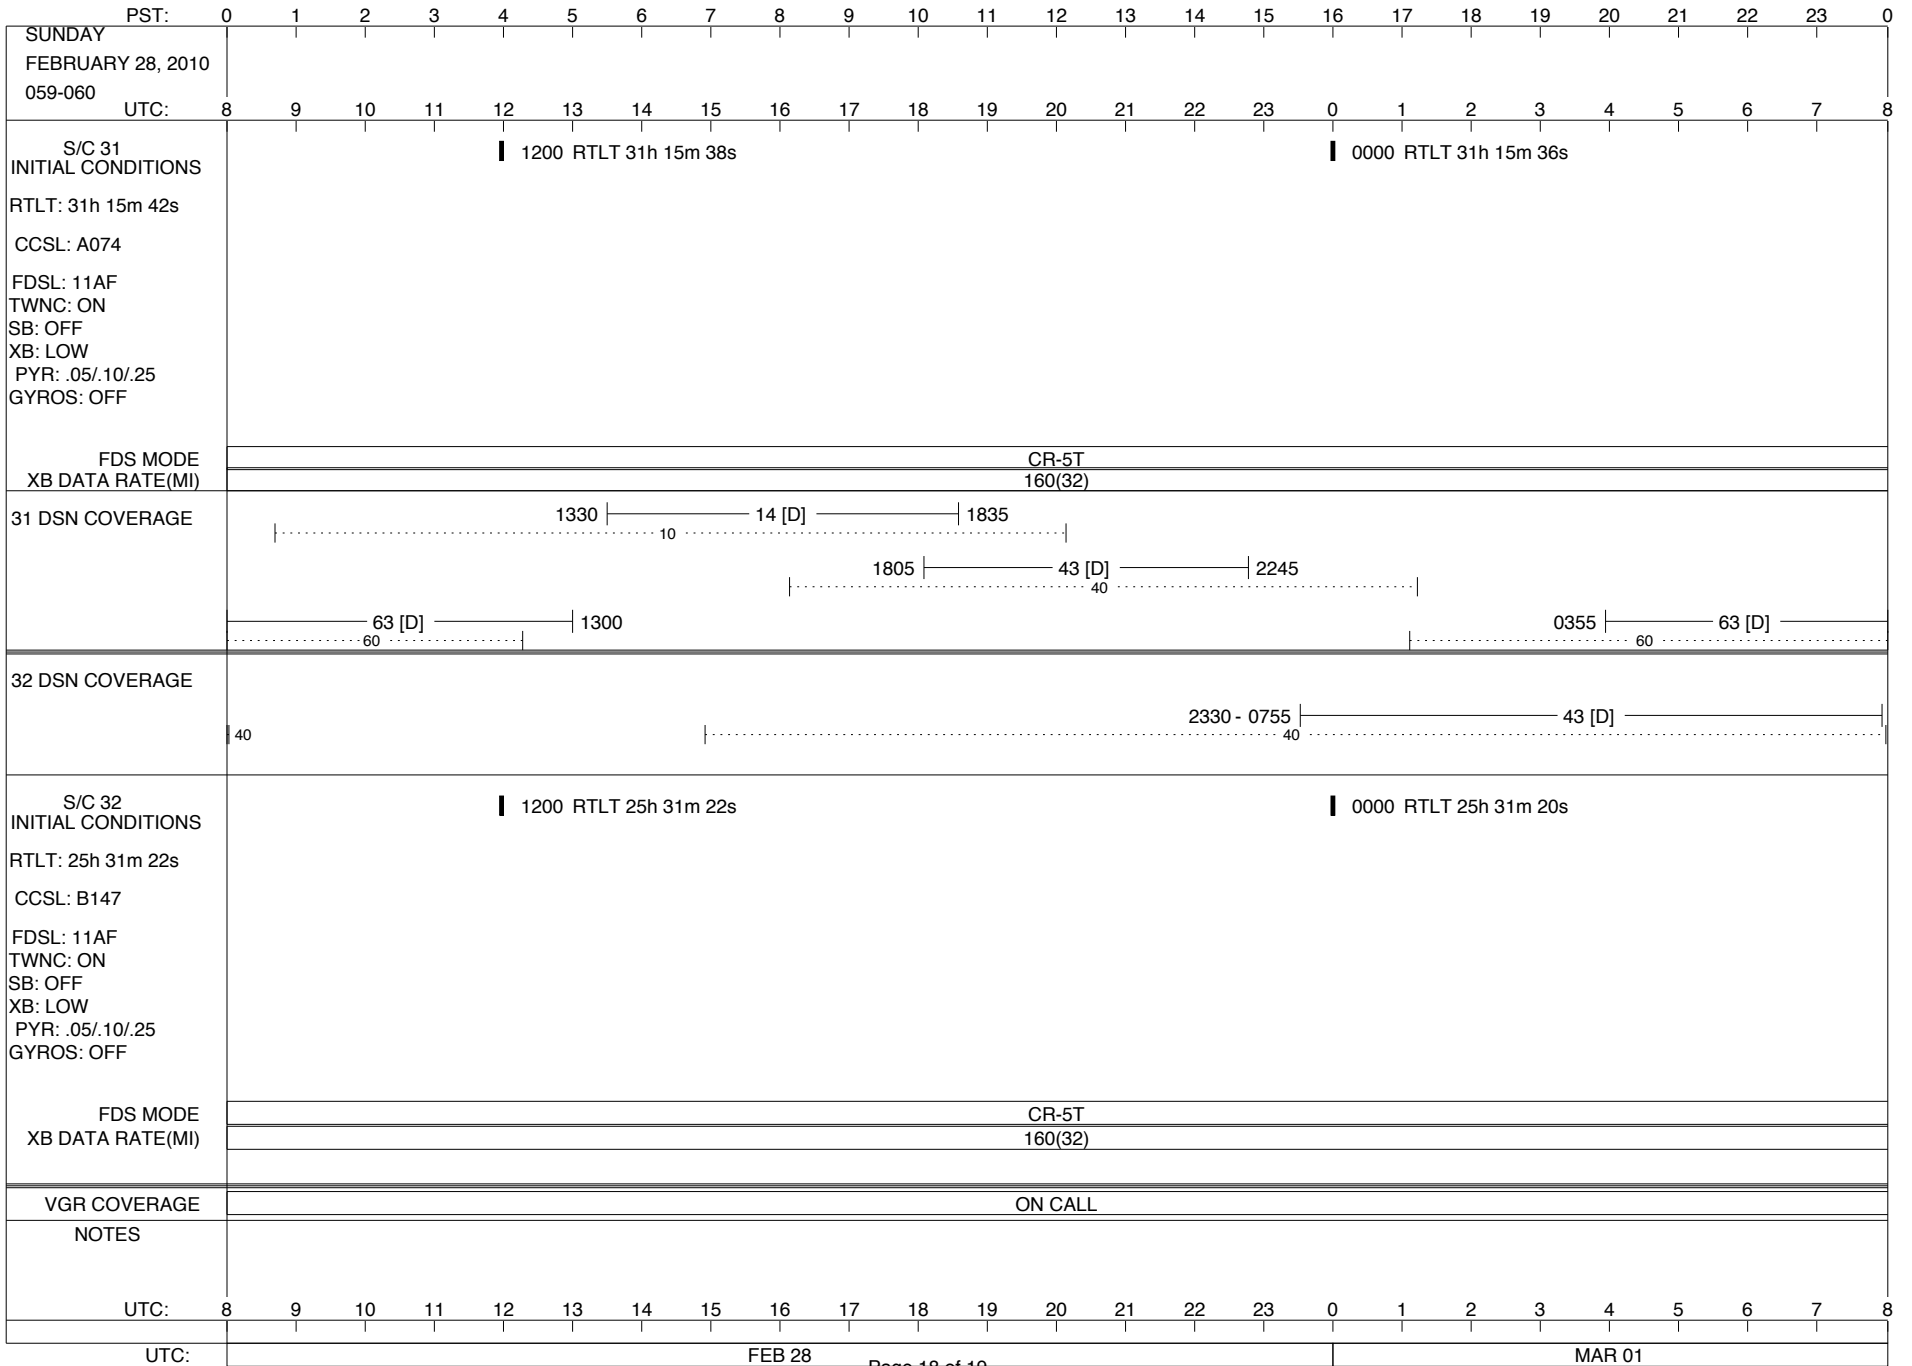 PST: 0 1 2 3 4 5 6 7 8 9 10 11 12 13 14 15 16 17 18 19 20 21 22 23 0
SUNDAY
FEBRUARY 28, 2010
059-060
UTC: 8 9 10 11 12 13 14 15 16 17 18 19 20 21 22 23 0 1 2 3 4 5 6 7 8
S/C 31
INITIAL CONDITIONS
1200 RTLT 31h 15m 38s
0000 RTLT 31h 15m 36s
RTLT: 31h 15m 42s
CCSL: A074
FDSL: 11AF
TWNC: ON
SB: OFF
XB: LOW
PYR: .05/.10/.25
GYROS: OFF
FDS MODE CR-5T
XB DATA RATE(MI) 160(32)
31 DSN COVERAGE
1330 14 [D] 1835
10
1805 43 [D] 2245
40
63 [D] 1300 0355 63 [D]
60 60
32 DSN COVERAGE
2330 - 0755 43 [D]
40 40
S/C 32
INITIAL CONDITIONS
1200 RTLT 25h 31m 22s
0000 RTLT 25h 31m 20s
RTLT: 25h 31m 22s
CCSL: B147
FDSL: 11AF
TWNC: ON
SB: OFF
XB: LOW
PYR: .05/.10/.25
GYROS: OFF
FDS MODE CR-5T
XB DATA RATE(MI) 160(32)
VGR COVERAGE ON CALL
NOTES
UTC: 8 9 10 11 12 13 14 15 16 17 18 19 20 21 22 23 0 1 2 3 4 5 6 7 8
UTC: FEB 28 MAR 01
Page 18 of 19